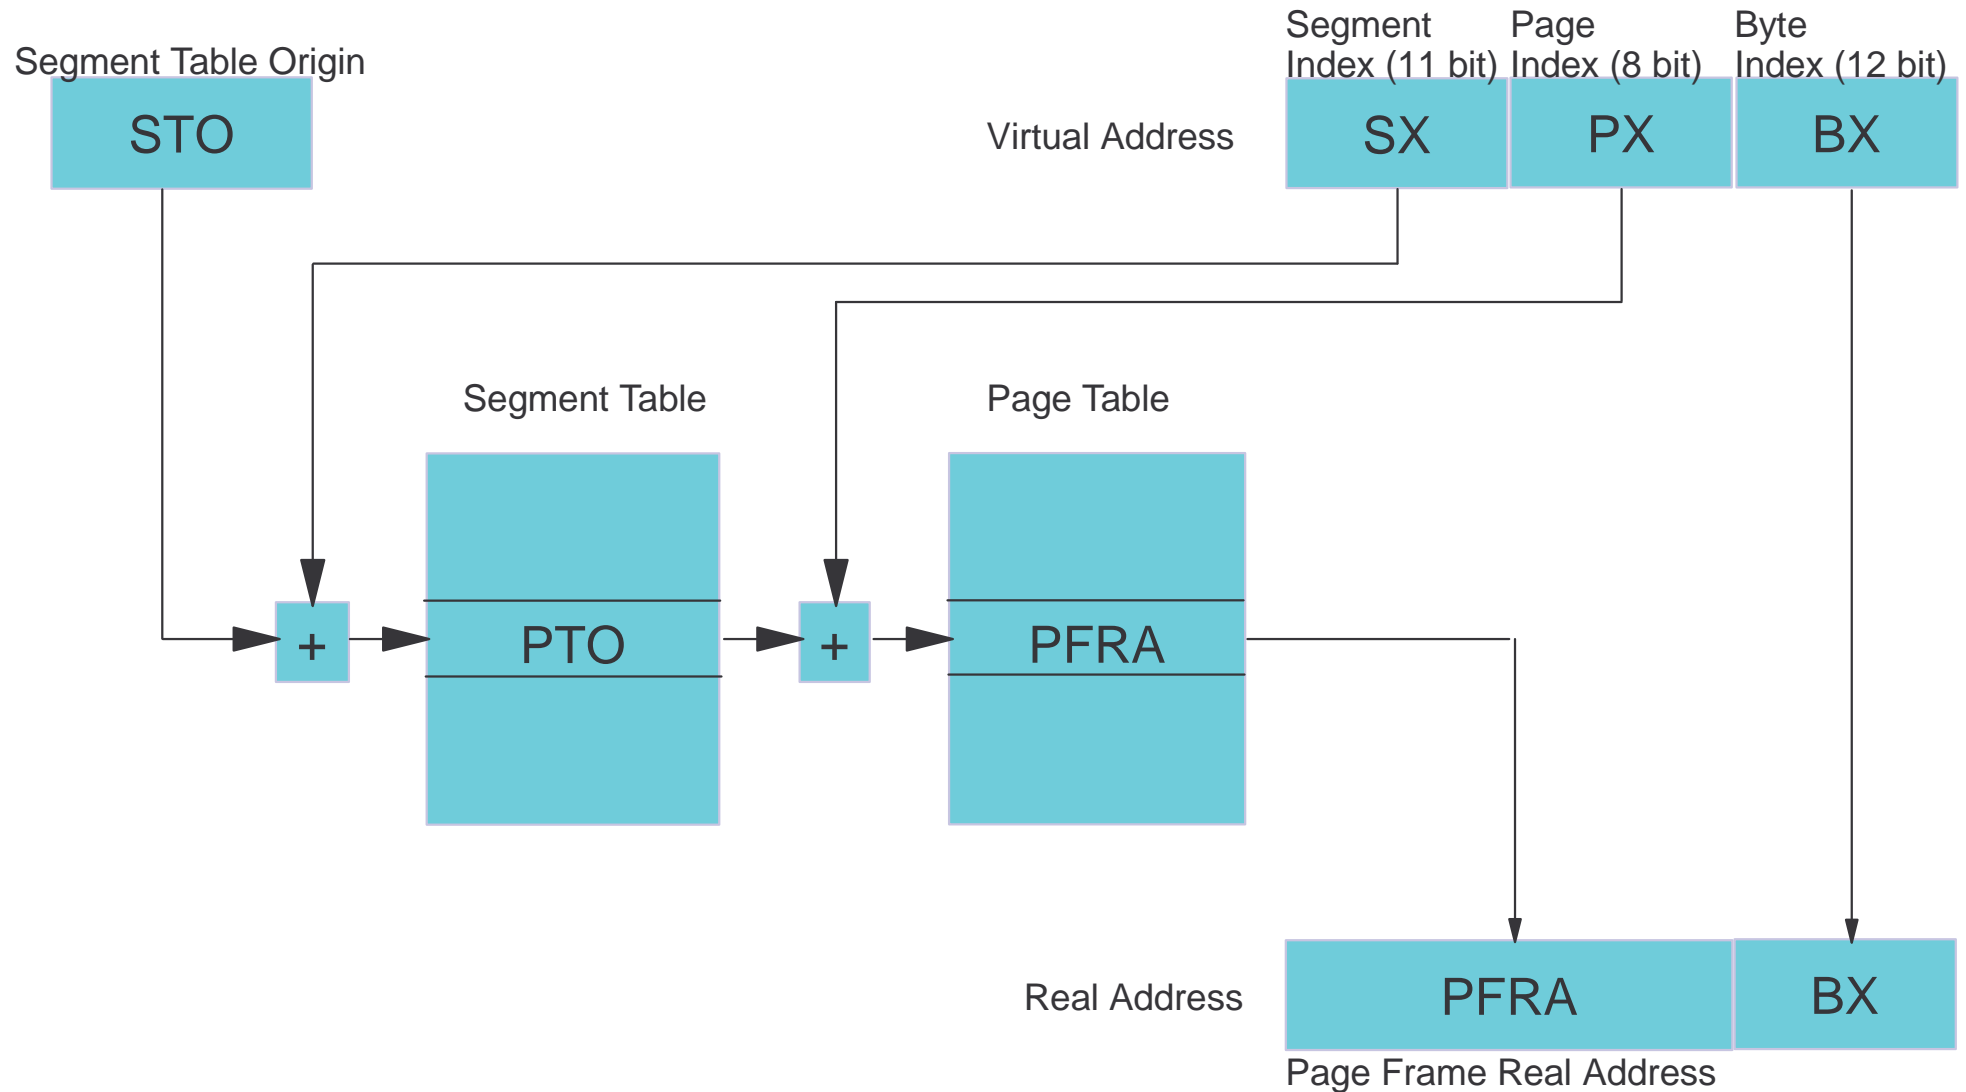 Segment Page Byte
Segment Table Origin Index (11 bit) Index (8 bit) Index (12 bit)
STO Virtual Address SX PX BX
Segment Table Page Table
+ PTO + PFRA
Real Address PFRA BX
Page Frame Real Address